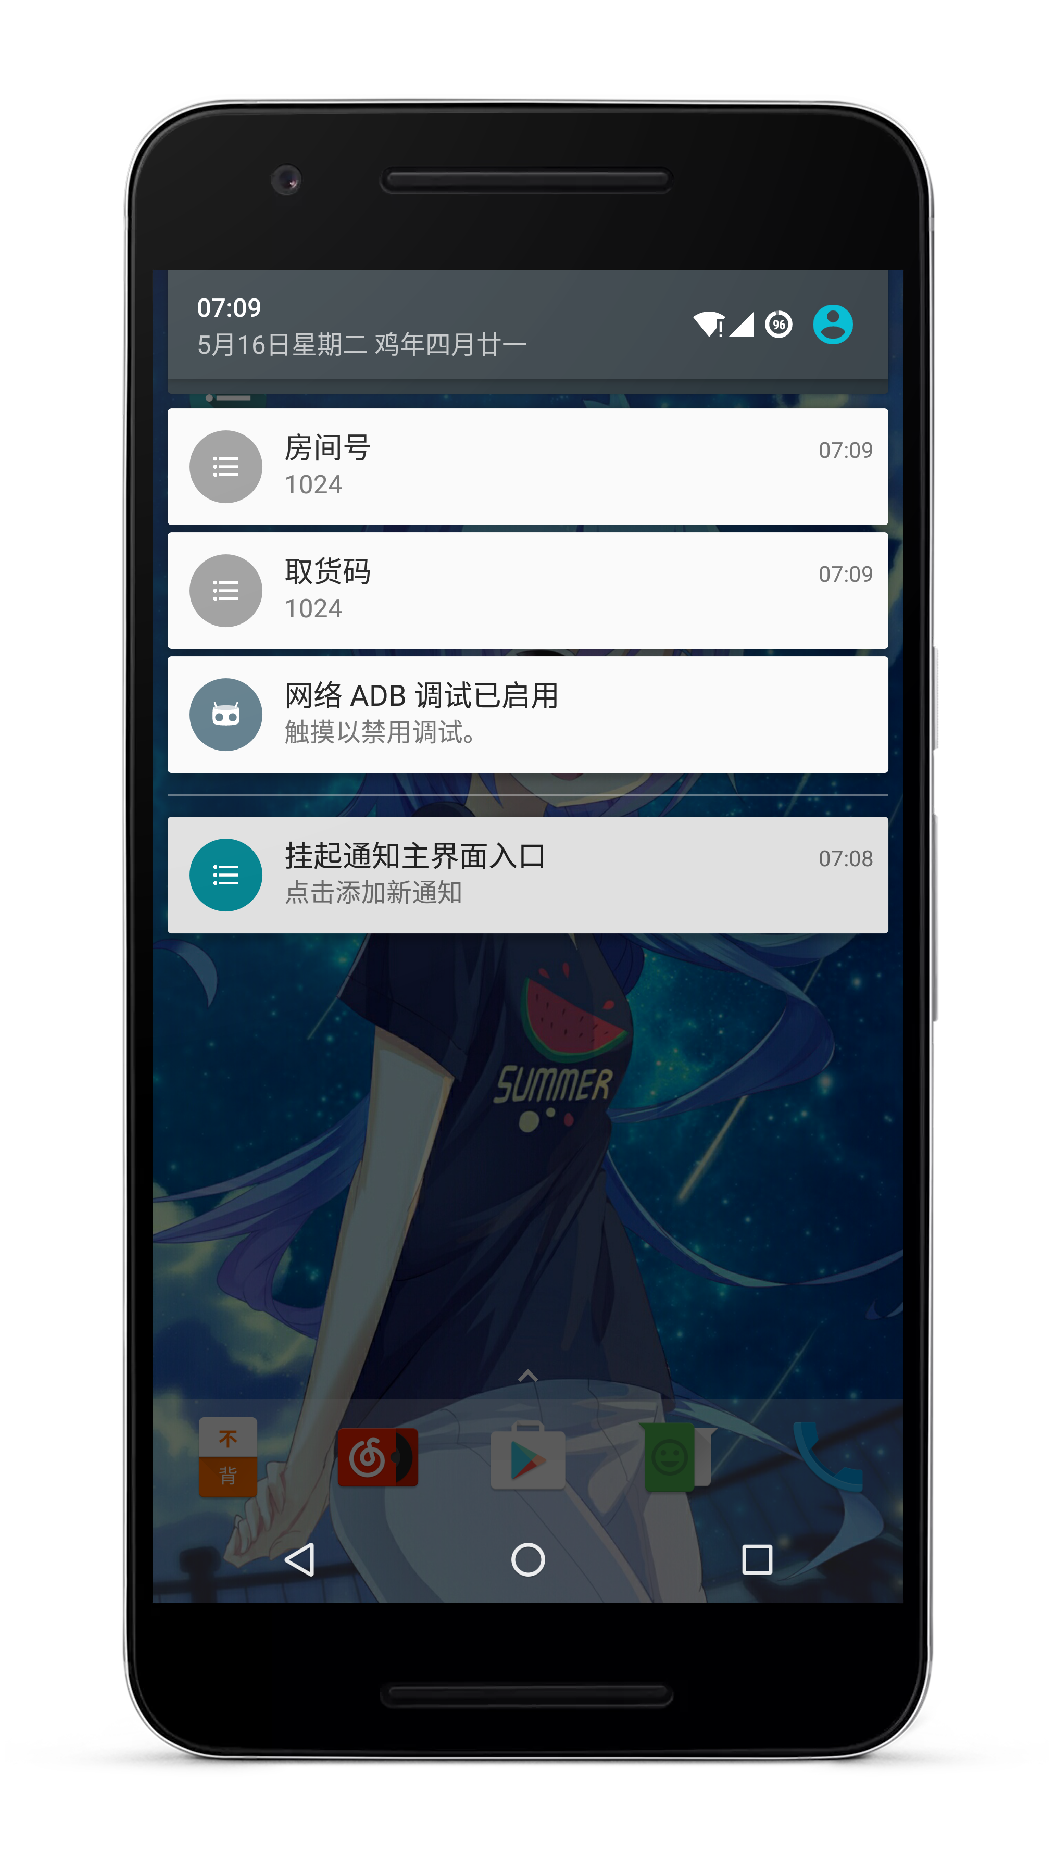 07:09
5月16日星期二 鸡年四月廿一
96
房间号
07:09
1024
取货码
07:09
1024
网络 ADB 调试已启用
触摸以禁用调试。
挂起通知主界面入口
07:08
点击添加新通知
SUMMER
不
背